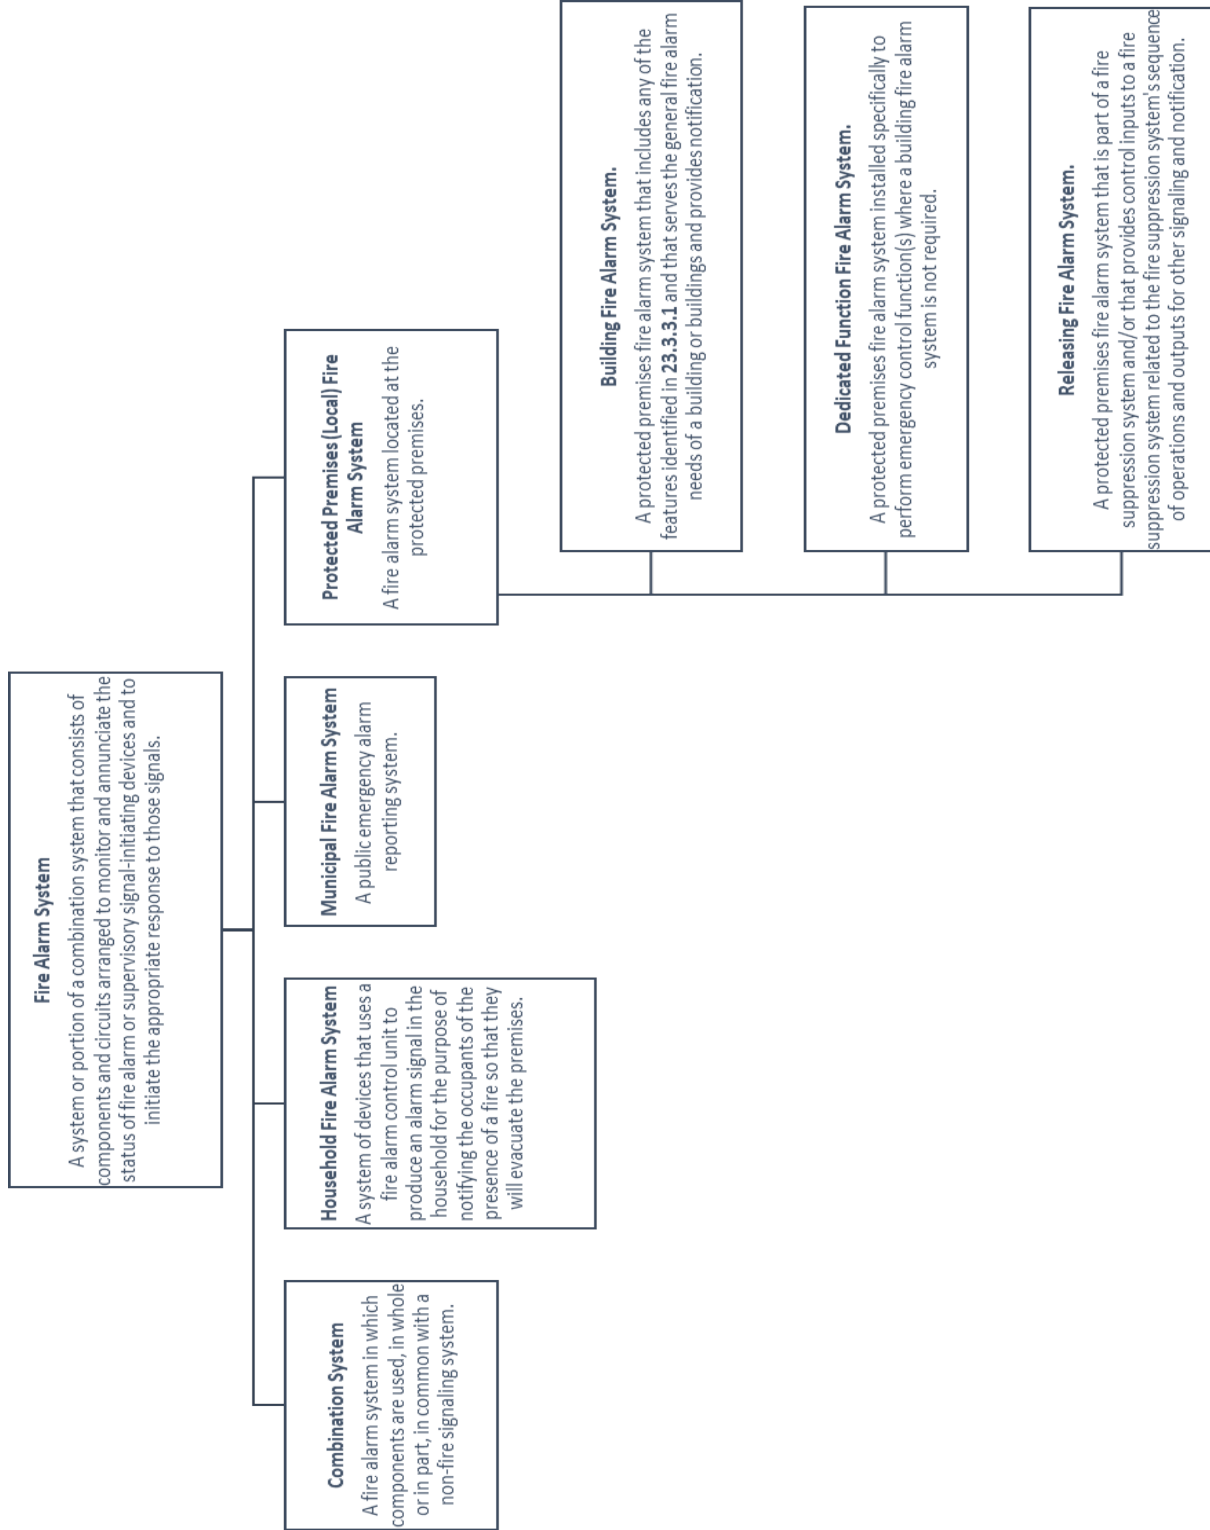 Fire Alarm System
A system or portion of a combination system that consists of
components and circuits arranged to monitor and annunciate the
status of fire alarm or supervisory signal-initiating devices and to
initiate the appropriate response to those signals.
Combination System
A fire alarm system in which
components are used, in whole
or in part, in common with a
non-fire signaling system.
Household Fire Alarm System
A system of devices that uses a
fire alarm control unit to
produce an alarm signal in the
household for the purpose of
notifying the occupants of the
presence of a fire so that they
will evacuate the premises.
Municipal Fire Alarm System
A public emergency alarm
reporting system.
Protected Premises (Local) Fire
Alarm System
A fire alarm system located at the
protected premises.
Building Fire Alarm System.
A protected premises fire alarm system that includes any of the
features identified in 23.3.3.1 and that serves the general fire alarm
needs of a building or buildings and provides notification.
Dedicated Function Fire Alarm System.
A protected premises fire alarm system installed specifically to
perform emergency control function(s) where a building fire alarm
system is not required.
Releasing Fire Alarm System.
A protected premises fire alarm system that is part of a fire
suppression system and/or that provides control inputs to a fire
suppression system related to the fire suppression system's sequence
of operations and outputs for other signaling and notification.